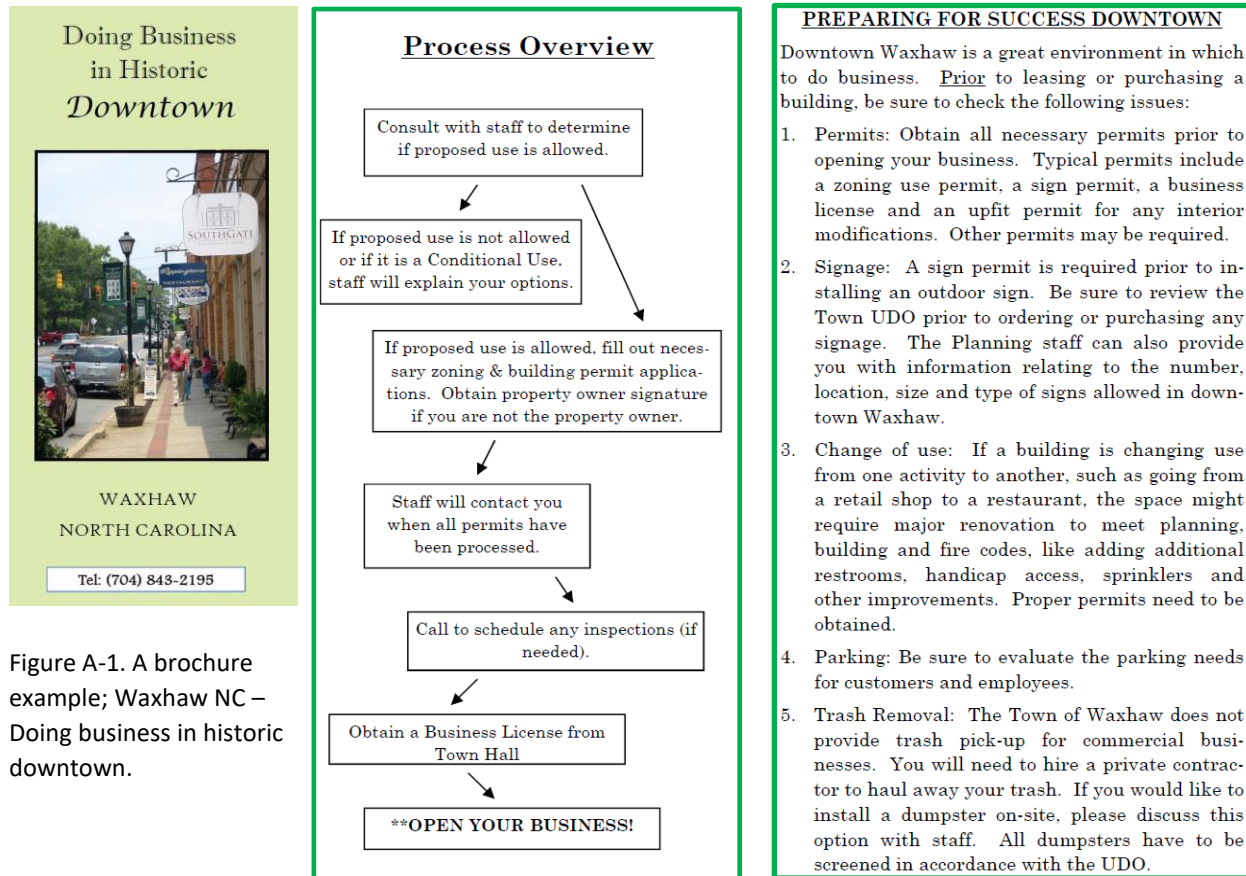 Doing Business
in Historic
Downtown
SOUTHGATE
RESTAURANT
WAXHAW
NORTH CAROLINA
Tel: (704) 843-2195
Figure A-1. A brochure
example; Waxhaw NC –
Doing business in historic
downtown.
Process Overview
Consult with staff to determine
if proposed use is allowed.
If proposed use is not allowed
or if it is a Conditional Use,
staff will explain your options.
If proposed use is allowed, fill out neces-
sary zoning & building permit applica-
tions. Obtain property owner signature
if you are not the property owner.
Staff will contact you
when all permits have
been processed.
Call to schedule any inspections (if
needed).
Obtain a Business License from
Town Hall
**OPEN YOUR BUSINESS!
PREPARING FOR SUCCESS DOWNTOWN
Downtown Waxhaw is a great environment in which
to do business. Prior to leasing or purchasing a
building, be sure to check the following issues:
1. Permits: Obtain all necessary permits prior to
opening your business. Typical permits include
a zoning use permit, a sign permit, a business
license and an upfit permit for any interior
modifications. Other permits may be required.
2. Signage: A sign permit is required prior to in-
stalling an outdoor sign. Be sure to review the
Town UDO prior to ordering or purchasing any
signage. The Planning staff can also provide
you with information relating to the number,
location, size and type of signs allowed in down-
town Waxhaw.
3. Change of use: If a building is changing use
from one activity to another, such as going from
a retail shop to a restaurant, the space might
require major renovation to meet planning,
building and fire codes, like adding additional
restrooms, handicap access, sprinklers and
other improvements. Proper permits need to be
obtained.
4. Parking: Be sure to evaluate the parking needs
for customers and employees.
5. Trash Removal: The Town of Waxhaw does not
provide trash pick-up for commercial busi-
nesses. You will need to hire a private contrac-
tor to haul away your trash. If you would like to
install a dumpster on-site, please discuss this
option with staff. All dumpsters have to be
screened in accordance with the UDO.